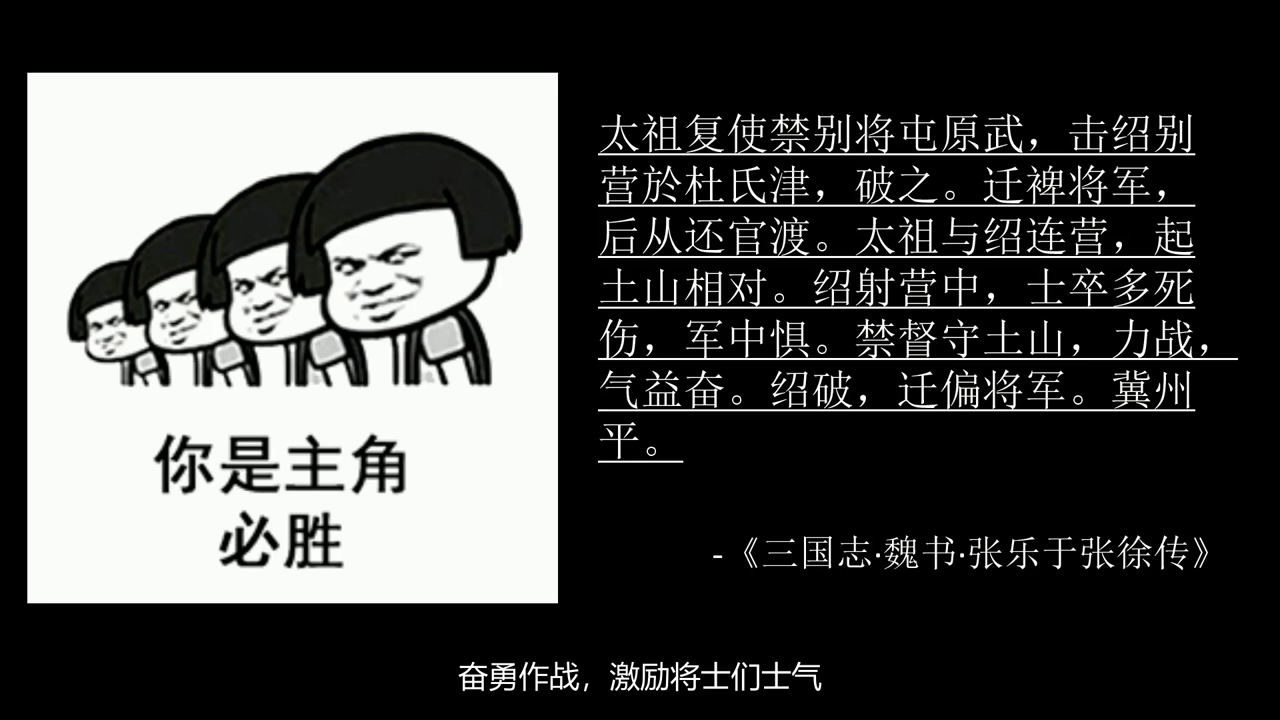 你是主角
必胜
太祖复使禁别将屯原武，击绍别
营於杜氏津，破之。迁裨将军，
后从还官渡。太祖与绍连营，起
土山相对。绍射营中，士卒多死
伤，军中惧。禁督守土山，力战，
气益奋。绍破，迁偏将军。冀州
平。
-《三国志·魏书·张乐于张徐传》
奋勇作战，激励将士们士气